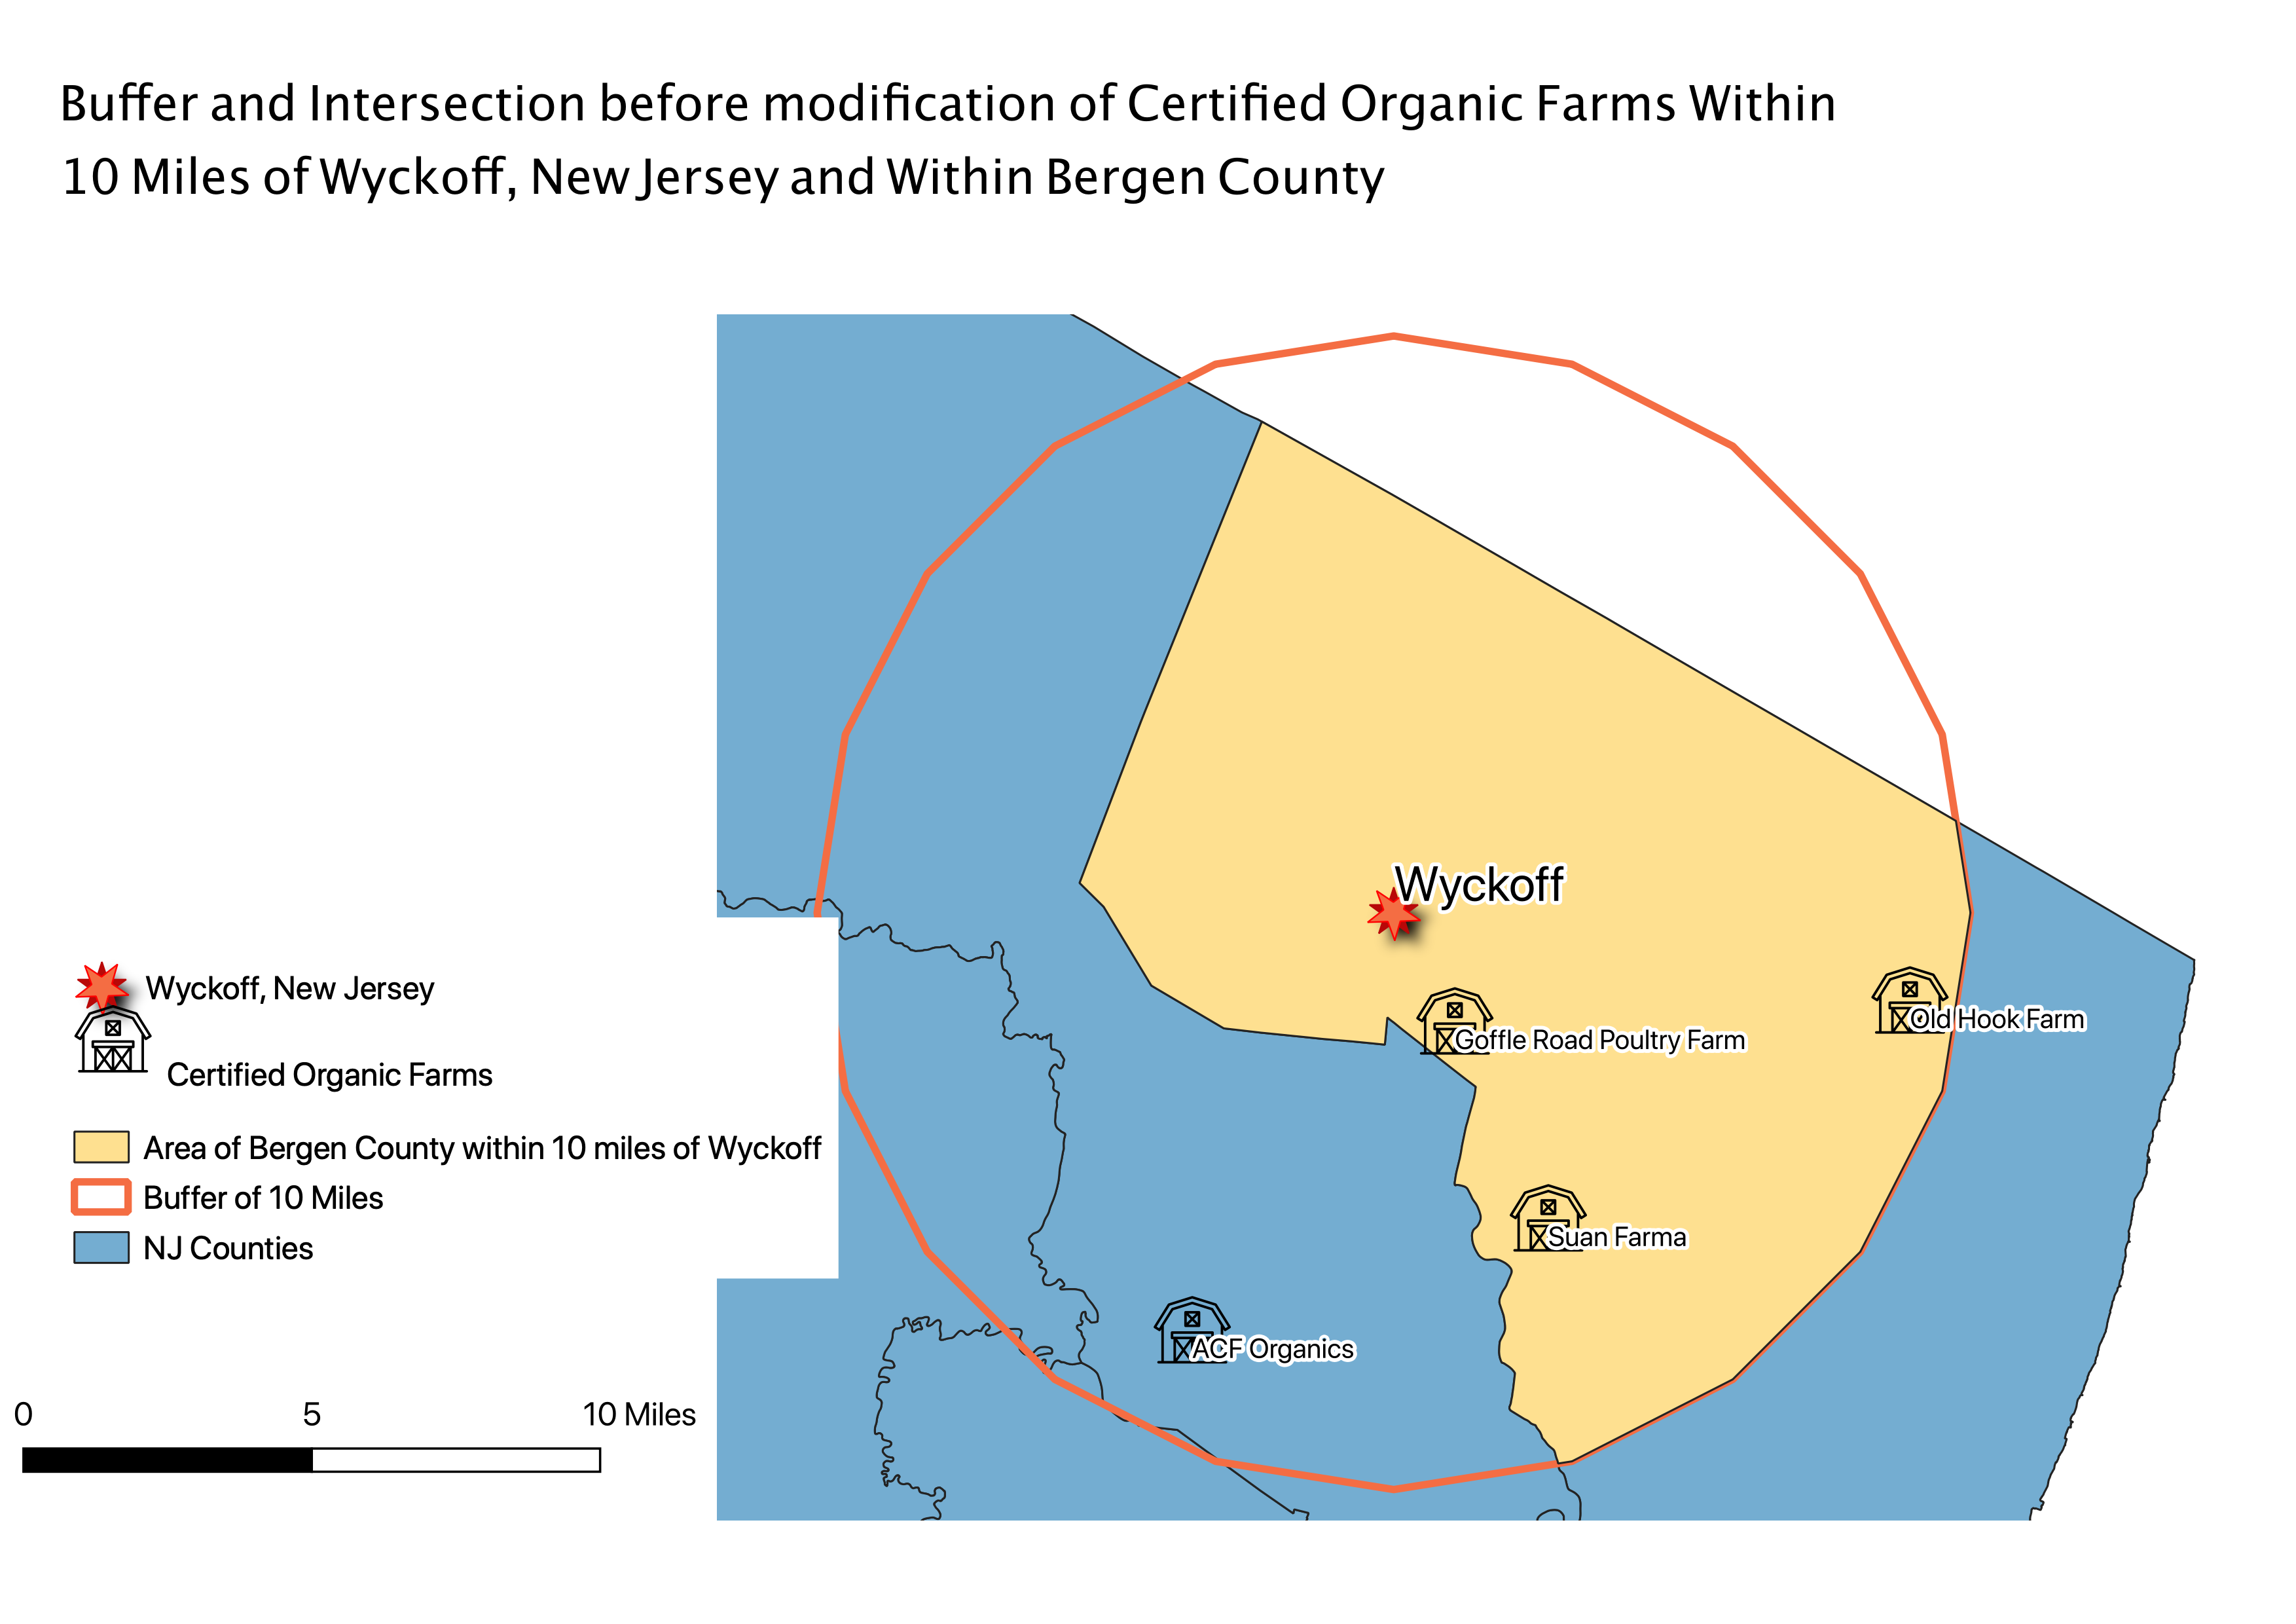 Buffer and Intersection before modification of Certified Organic Farms Within
10 Miles of Wyckoff, New Jersey and Within Bergen County
Wyckoff
Old Hook Farm
Goffle Road Poultry Farm
Suan Farma
ACF Organics
Wyckoff, New Jersey
Certified Organic Farms
Area of Bergen County within 10 miles of Wyckoff
Buffer of 10 Miles
NJ Counties
0 5 10 Miles